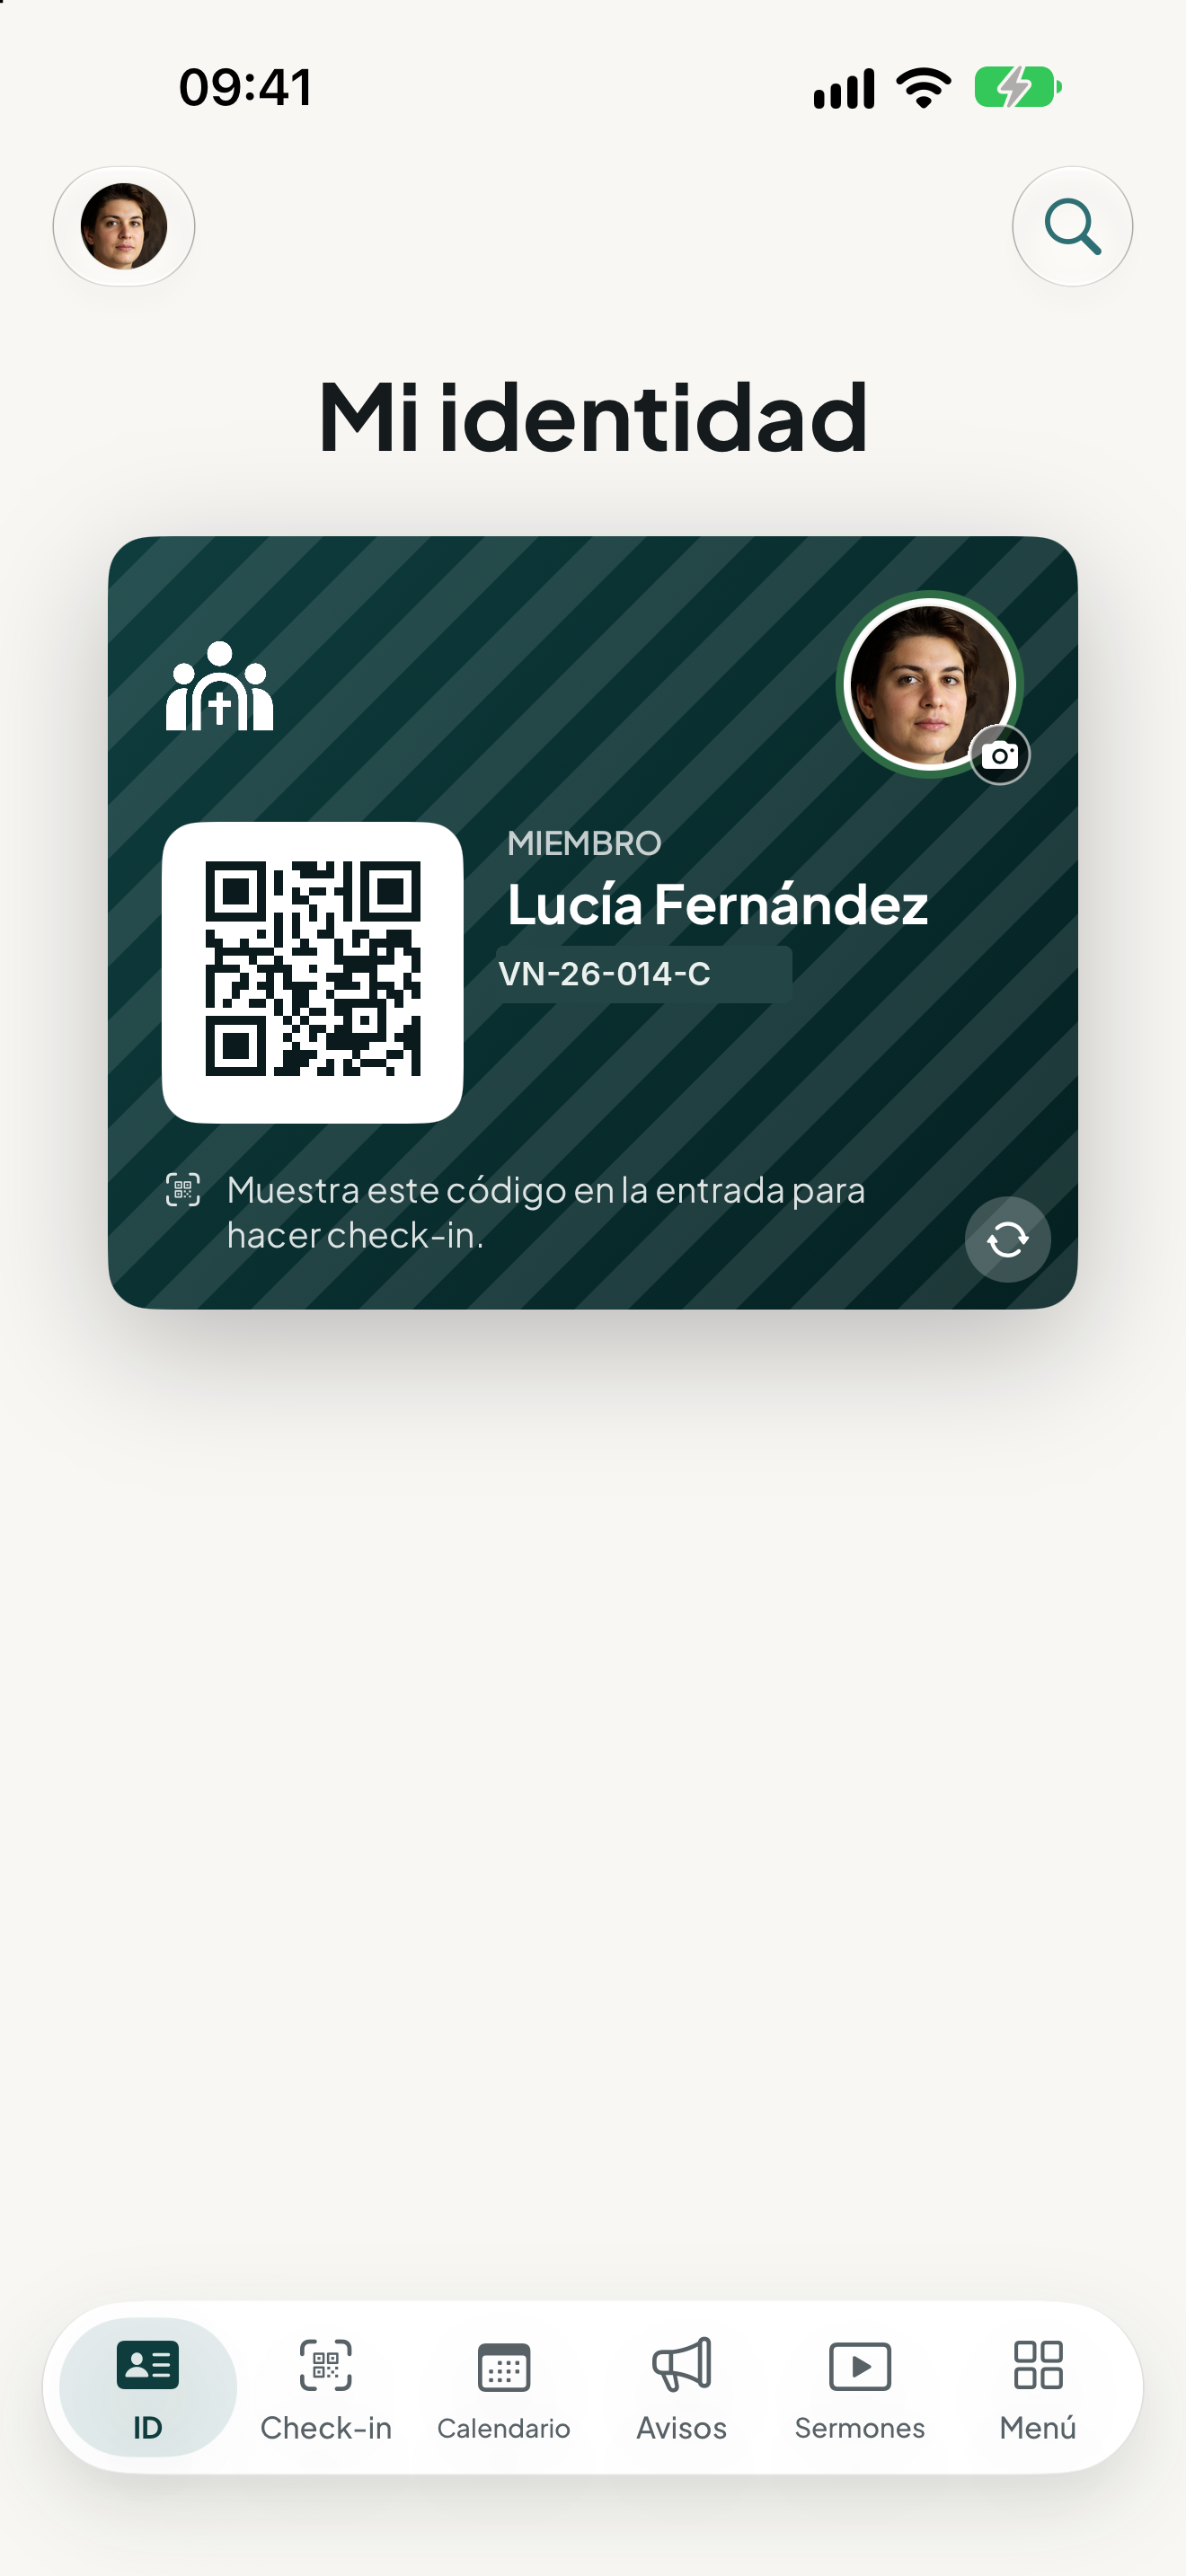 09:41
Mi identidad
MIEMBRO
Lucía Fernández
VN-26-014-C
Muestra este código en la entrada para
hacer check-in.
ID
Check-in
Calendario
Avisos
Sermones
Menú